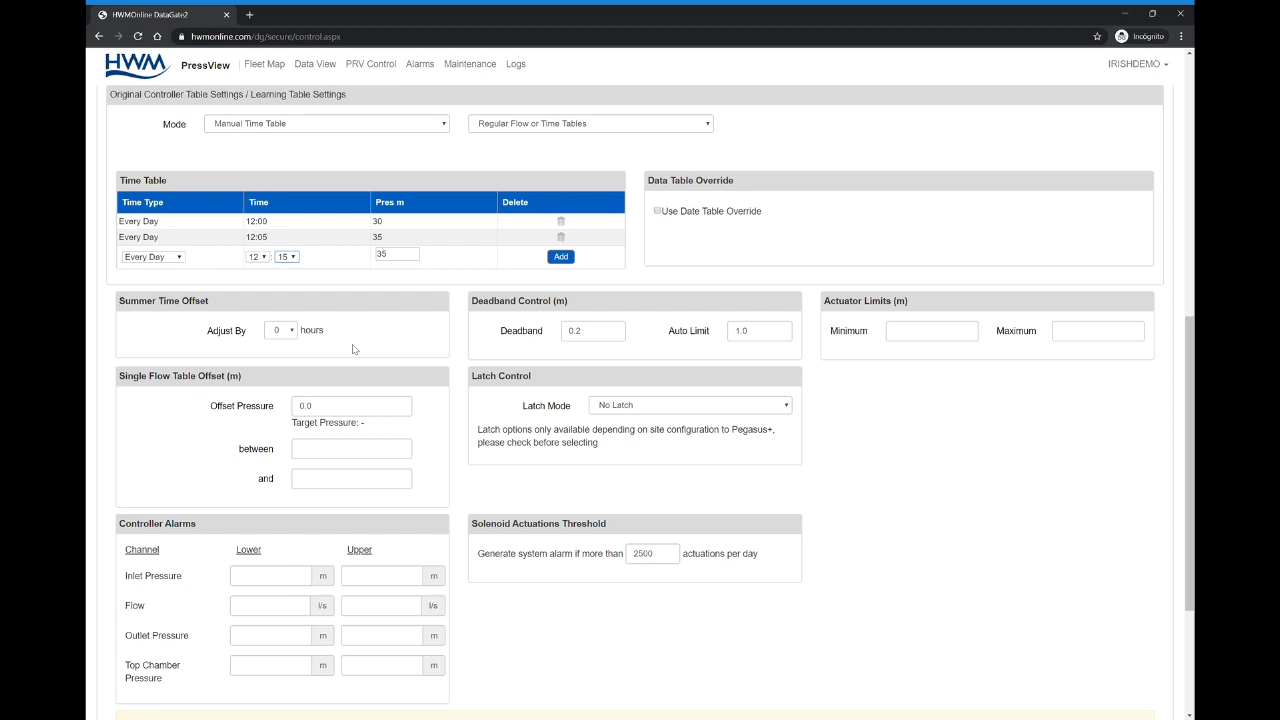 HWMOnline DataGate2
hwmonline.com/dg/secure/control.aspx
Incógnito
HWM PressView Fleet Map Data View PRV Control Alarms Maintenance Logs IRISHDEMO
Original Controller Table Settings / Learning Table Settings
Mode Manual Time Table Regular Flow or Time Tables
Time Table
Time Type Time Pres m Delete
Every Day 12:00 30
Every Day 12:05 35
Every Day 12 : 15 35 Add
Data Table Override
Use Date Table Override
Summer Time Offset
Adjust By 0 hours
Deadband Control (m)
Deadband 0.2 Auto Limit 1.0
Actuator Limits (m)
Minimum Maximum
Single Flow Table Offset (m)
Offset Pressure 0.0
Target Pressure: -
between
and
Latch Control
Latch Mode No Latch
Latch options only available depending on site configuration to Pegasus+,
please check before selecting
Controller Alarms
Channel Lower Upper
Inlet Pressure m m
Flow l/s l/s
Outlet Pressure m m
Top Chamber m m
Pressure
Solenoid Actuations Threshold
Generate system alarm if more than 2500 actuations per day